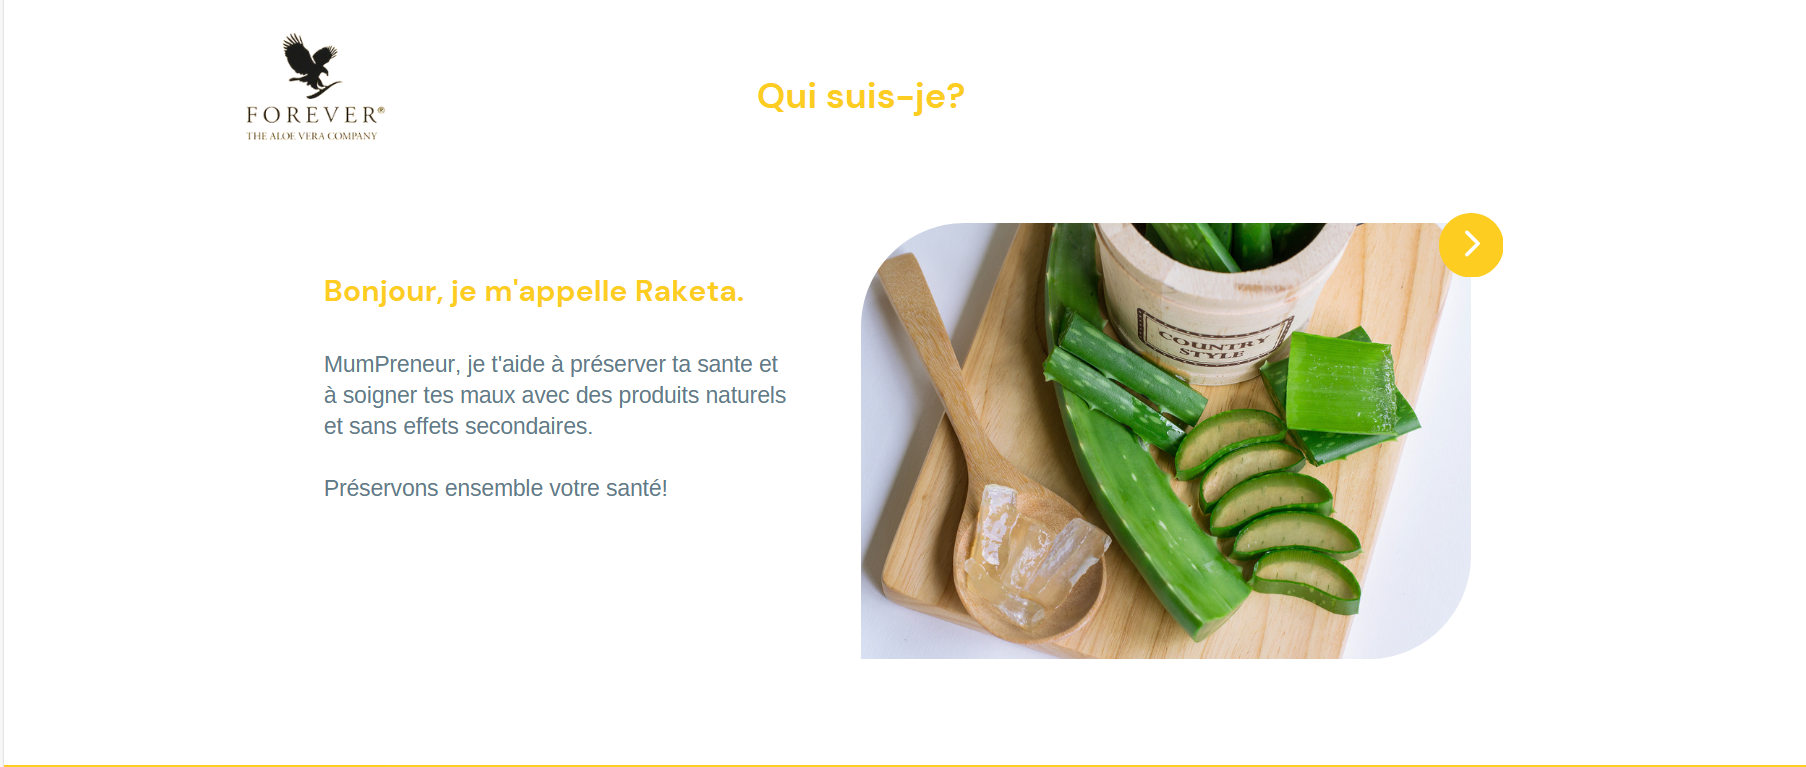 FOREVER®
THE ALOE VERA COMPANY
Qui suis-je?
Bonjour, je m'appelle Raketa.
MumPreneur, je t'aide à préserver ta sante et
à soigner tes maux avec des produits naturels
et sans effets secondaires.
Préservons ensemble votre santé!
COUNTRY
STYLE